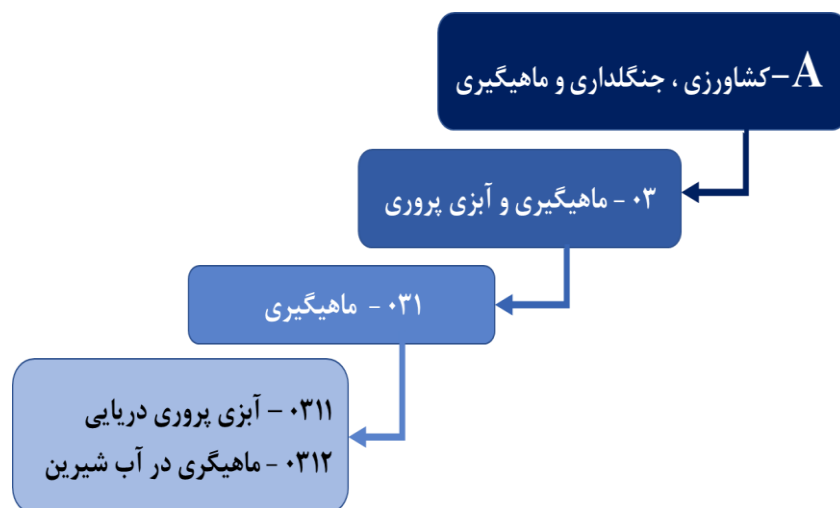 A-کشاورزی ، جنگلداری و ماهیگیری
۰۳ - ماهیگیری و آبزی پروری
۰۳۱ - ماهیگیری
۰۳۱۱ – آبزی پروری دریایی
۰۳۱۲ - ماهیگری در آب شیرین